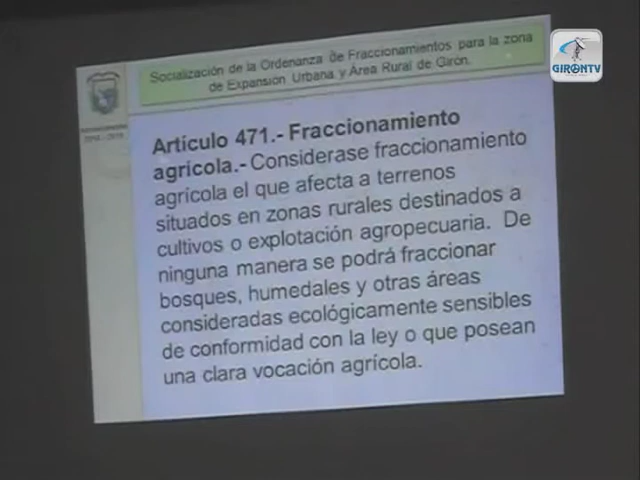 GIRONTV
Socialización de la Ordenanza de Fraccionamientos para la zona
de Expansión Urbana y Área Rural de Girón.
Artículo 471.- Fraccionamiento
agrícola.- Considerase fraccionamiento
agrícola el que afecta a terrenos
situados en zonas rurales destinados a
cultivos o explotación agropecuaria. De
ninguna manera se podrá fraccionar
bosques, humedales y otras áreas
consideradas ecológicamente sensibles
de conformidad con la ley o que posean
una clara vocación agrícola.